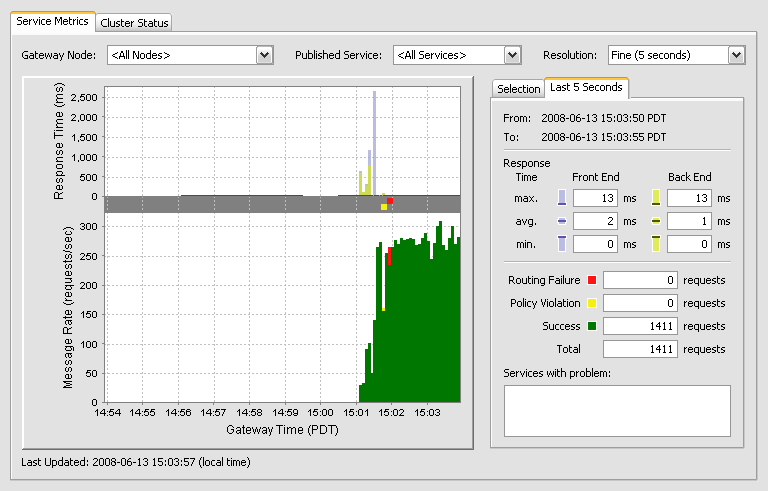 Service Metrics Cluster Status
Gateway Node: <All Nodes> Published Service: <All Services> Resolution: Fine (5 seconds)
Response Time (ms)
2,500
2,000
1,500
1,000
500
0
Message Rate (requests/sec)
300
250
200
150
100
50
0
14:54 14:55 14:56 14:57 14:58 14:59 15:00 15:01 15:02 15:03
Gateway Time (PDT)
Selection Last 5 Seconds
From: 2008-06-13 15:03:50 PDT
To: 2008-06-13 15:03:55 PDT
Response
Time Front End Back End
max. 13 ms 13 ms
avg. 2 ms 1 ms
min. 0 ms 0 ms
Routing Failure 0 requests
Policy Violation 0 requests
Success 1411 requests
Total 1411 requests
Services with problem:
Last Updated: 2008-06-13 15:03:57 (local time)